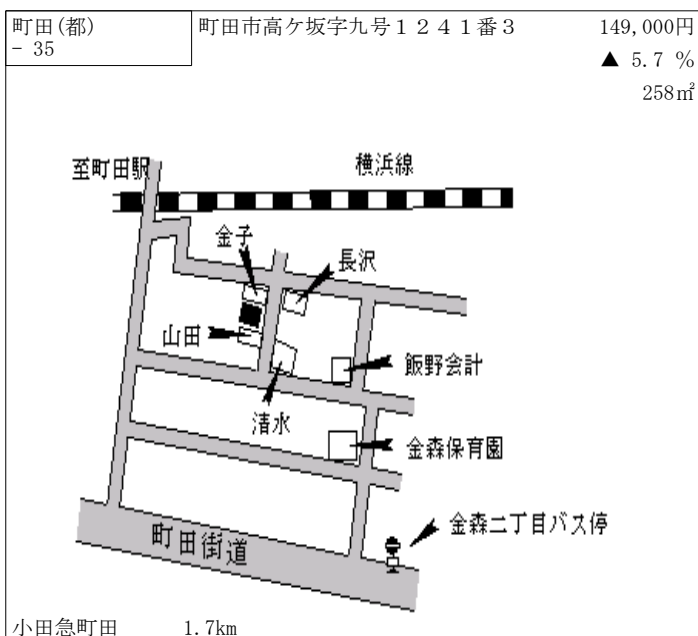 町田(都)
- 35
町田市高ケ坂字九号１２４１番３
149,000円
▲ 5.7 %
258㎡
至町田駅
横浜線
金子
長沢
山田
飯野会計
清水
金森保育園
金森二丁目バス停
町田街道
小田急町田 1.7km